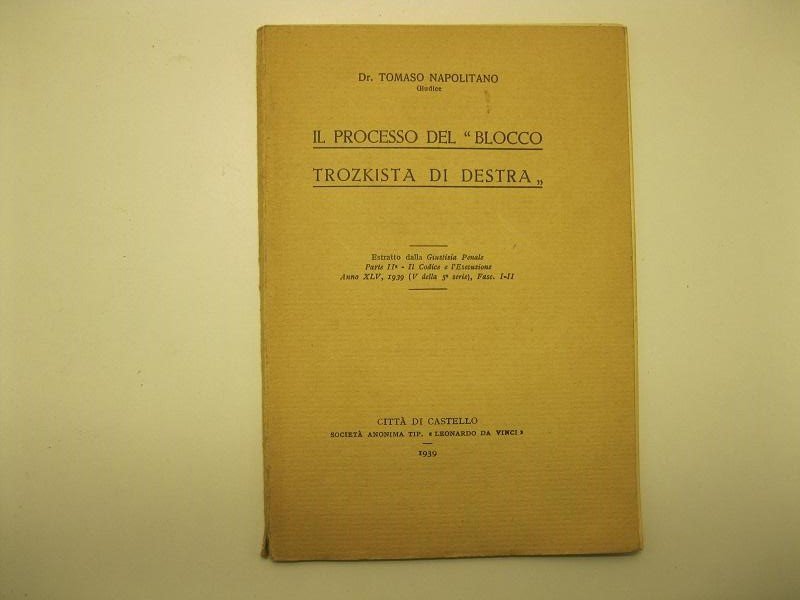 Dr. TOMASO NAPOLITANO
Giudice
IL PROCESSO DEL “ BLOCCO
TROZKISTA DI DESTRA „
Estratto dalla Giustizia Penale
Parte IIª - Il Codice e l'Esecuzione
Anno XLV, 1939 (V della 5ª serie), Fasc. I-II
CITTÀ DI CASTELLO
SOCIETÀ ANONIMA TIP. « LEONARDO DA VINCI »
1939